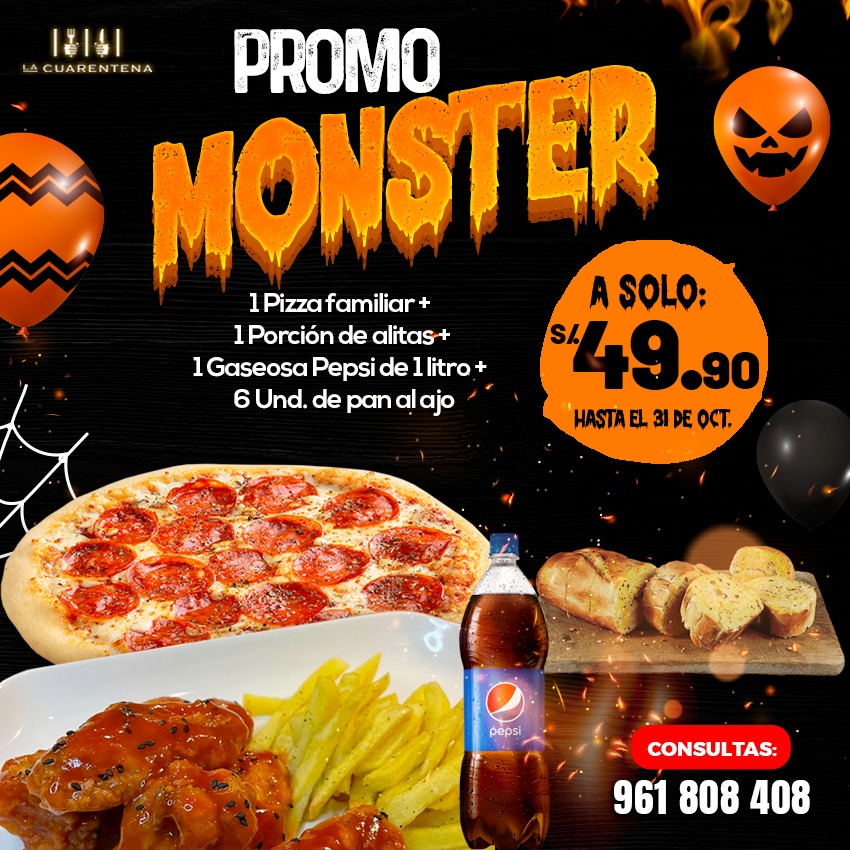 LA CUARENTENA
PROMO
MONSTER
1 Pizza familiar +
1 Porción de alitas +
1 Gaseosa Pepsi de 1 litro +
6 Und. de pan al ajo
A SOLO:
S/.49.90
HASTA EL 31 DE OCT.
pepsi
CONSULTAS:
961 808 408